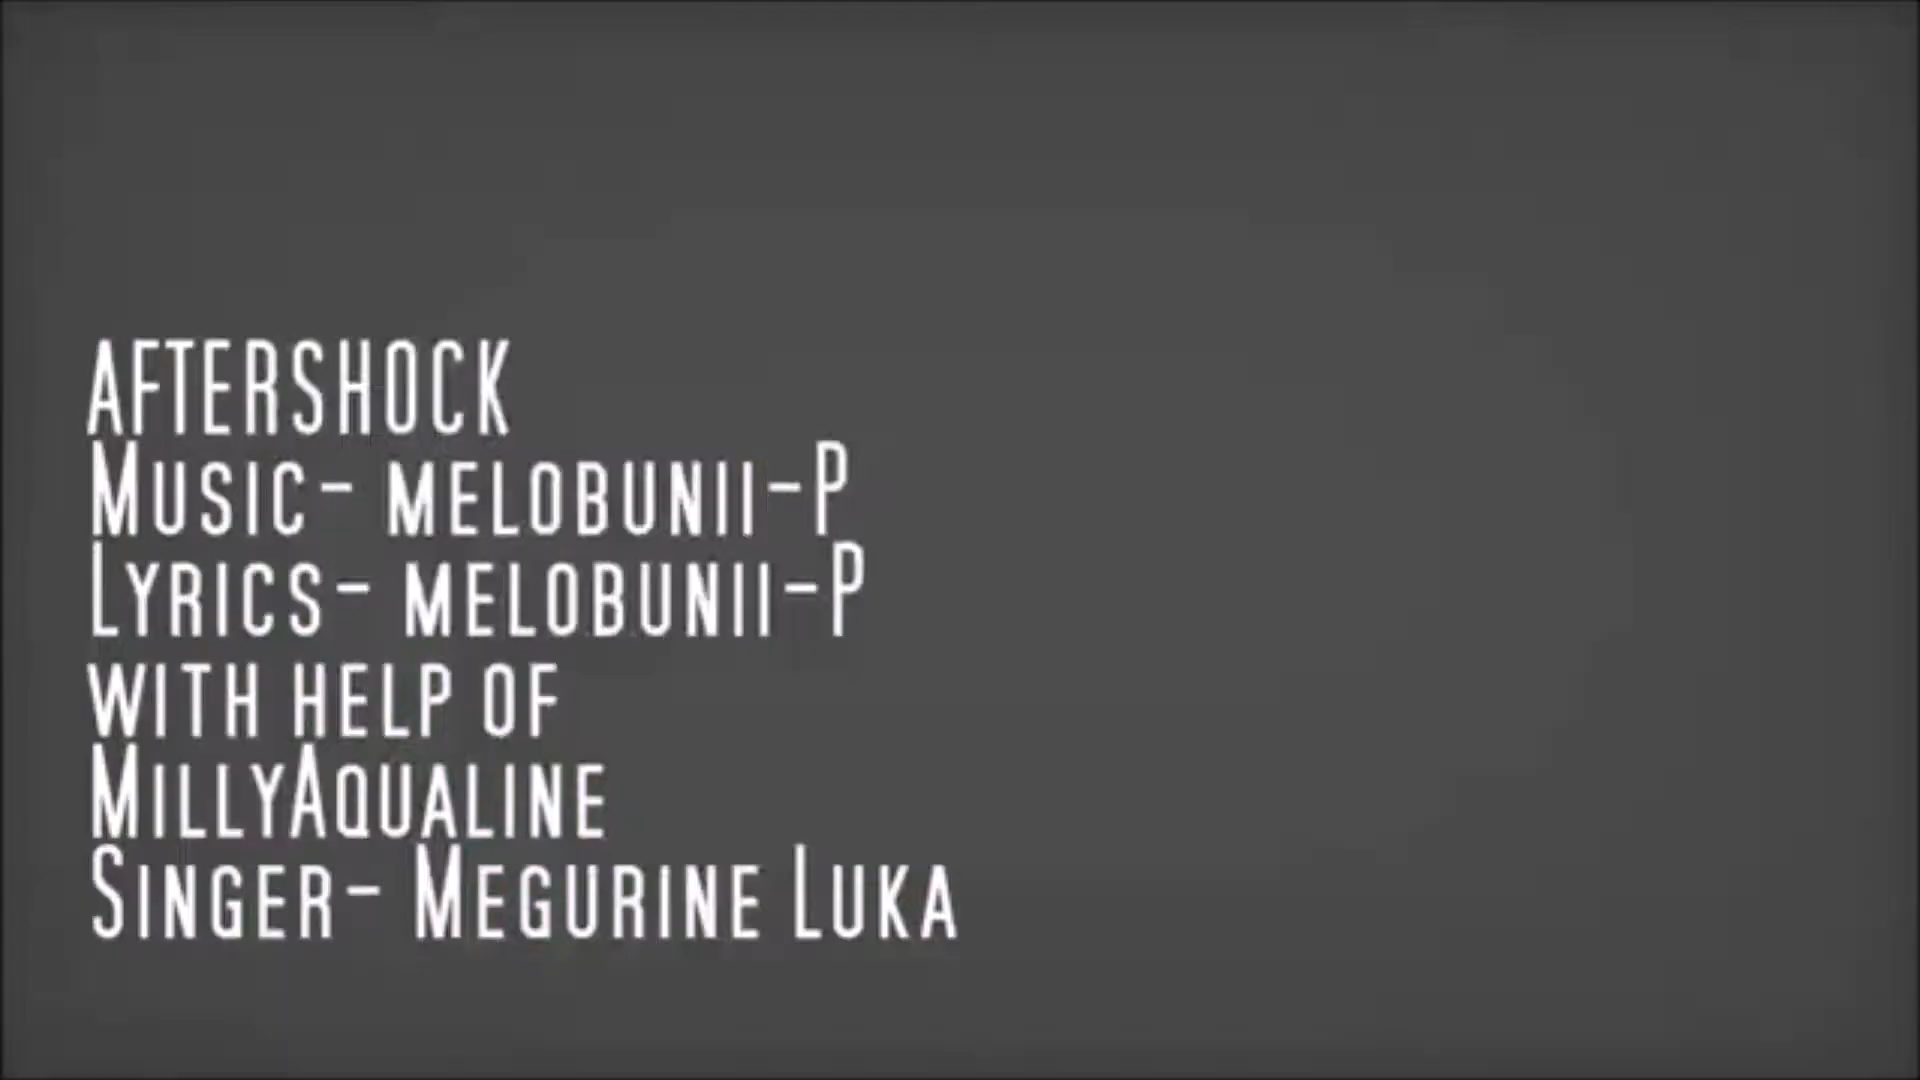 AFTERSHOCK
Music- melobunii-P
Lyrics- melobunii-P
with help of
MillyAqualine
Singer- Megurine Luka